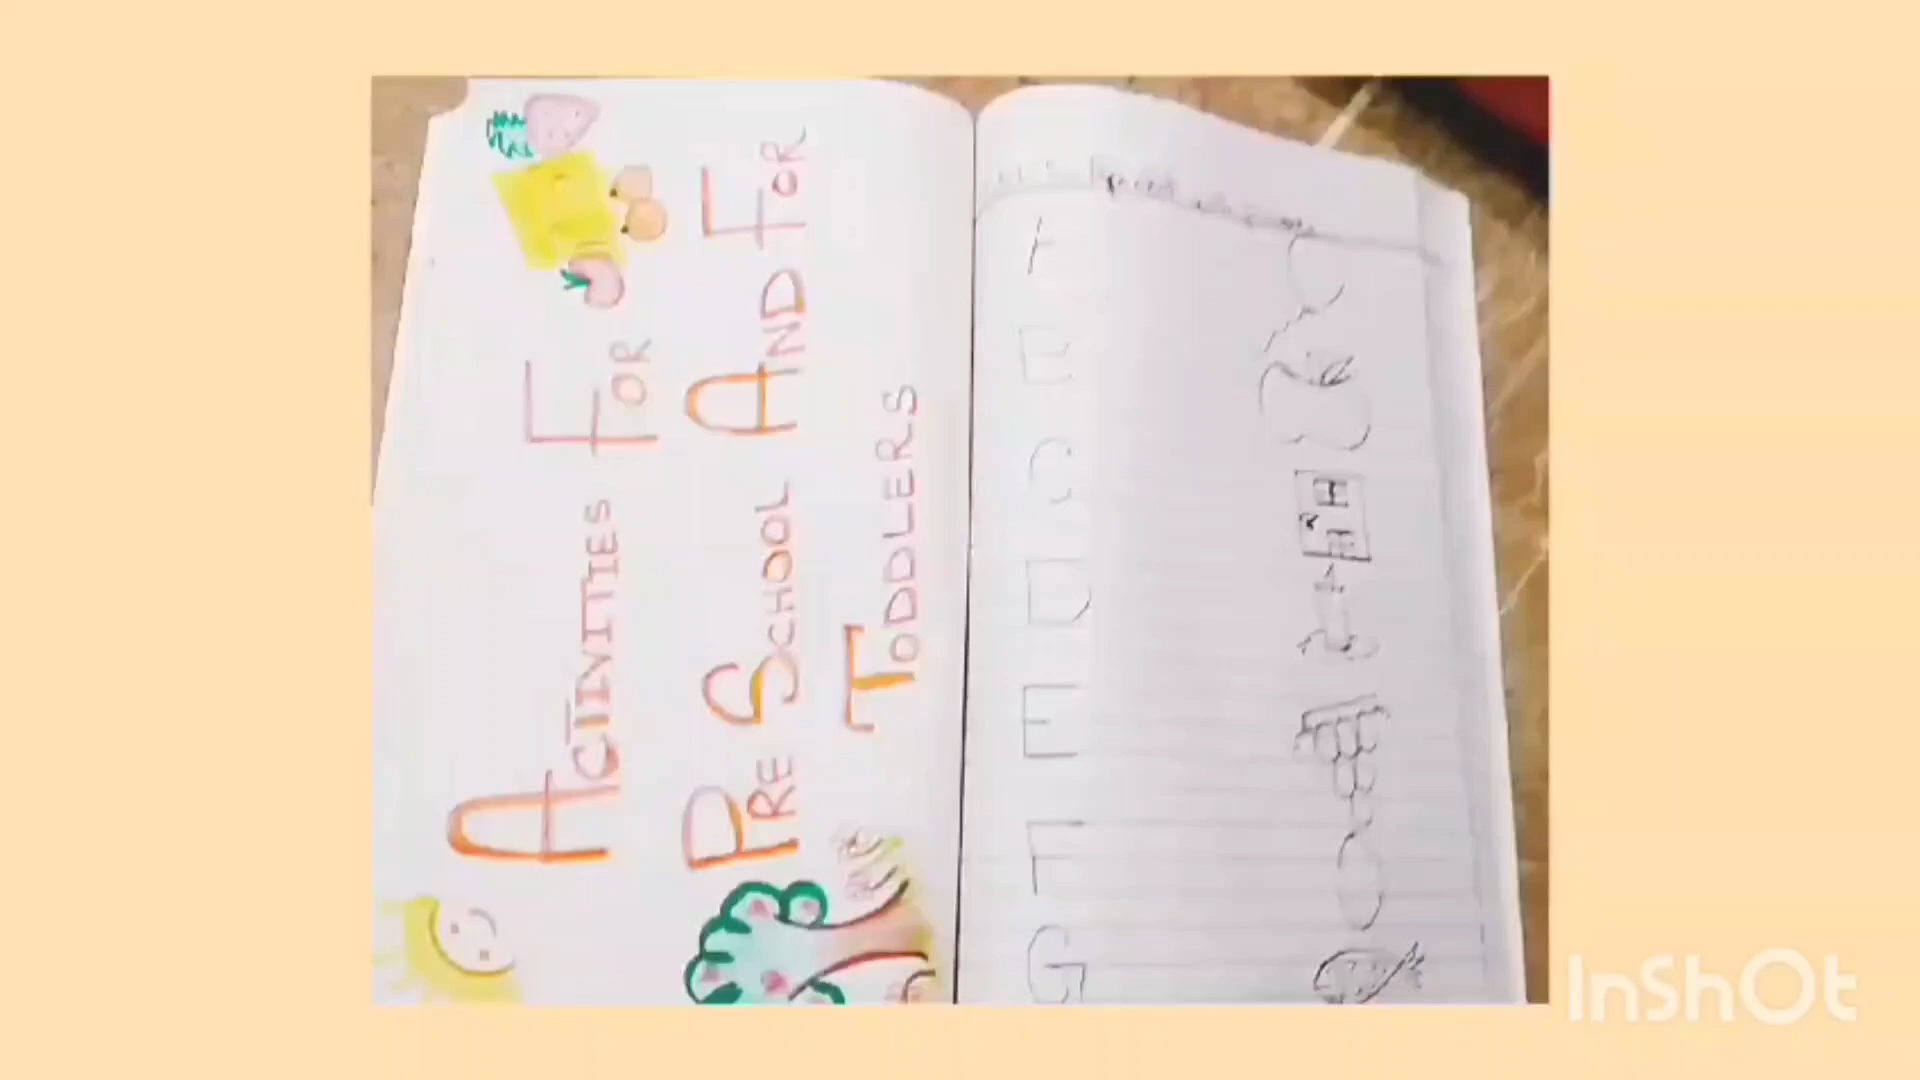 ACTIVITIES FOR
PRE SCHOOL AND FOR
TODDLERS
G T E
InShOt